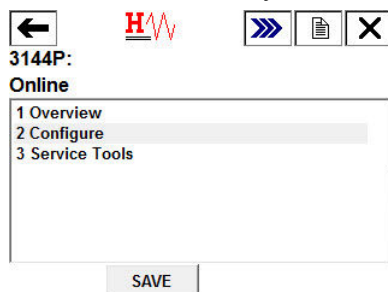 H
3144P:
Online
1 Overview
2 Configure
3 Service Tools
SAVE